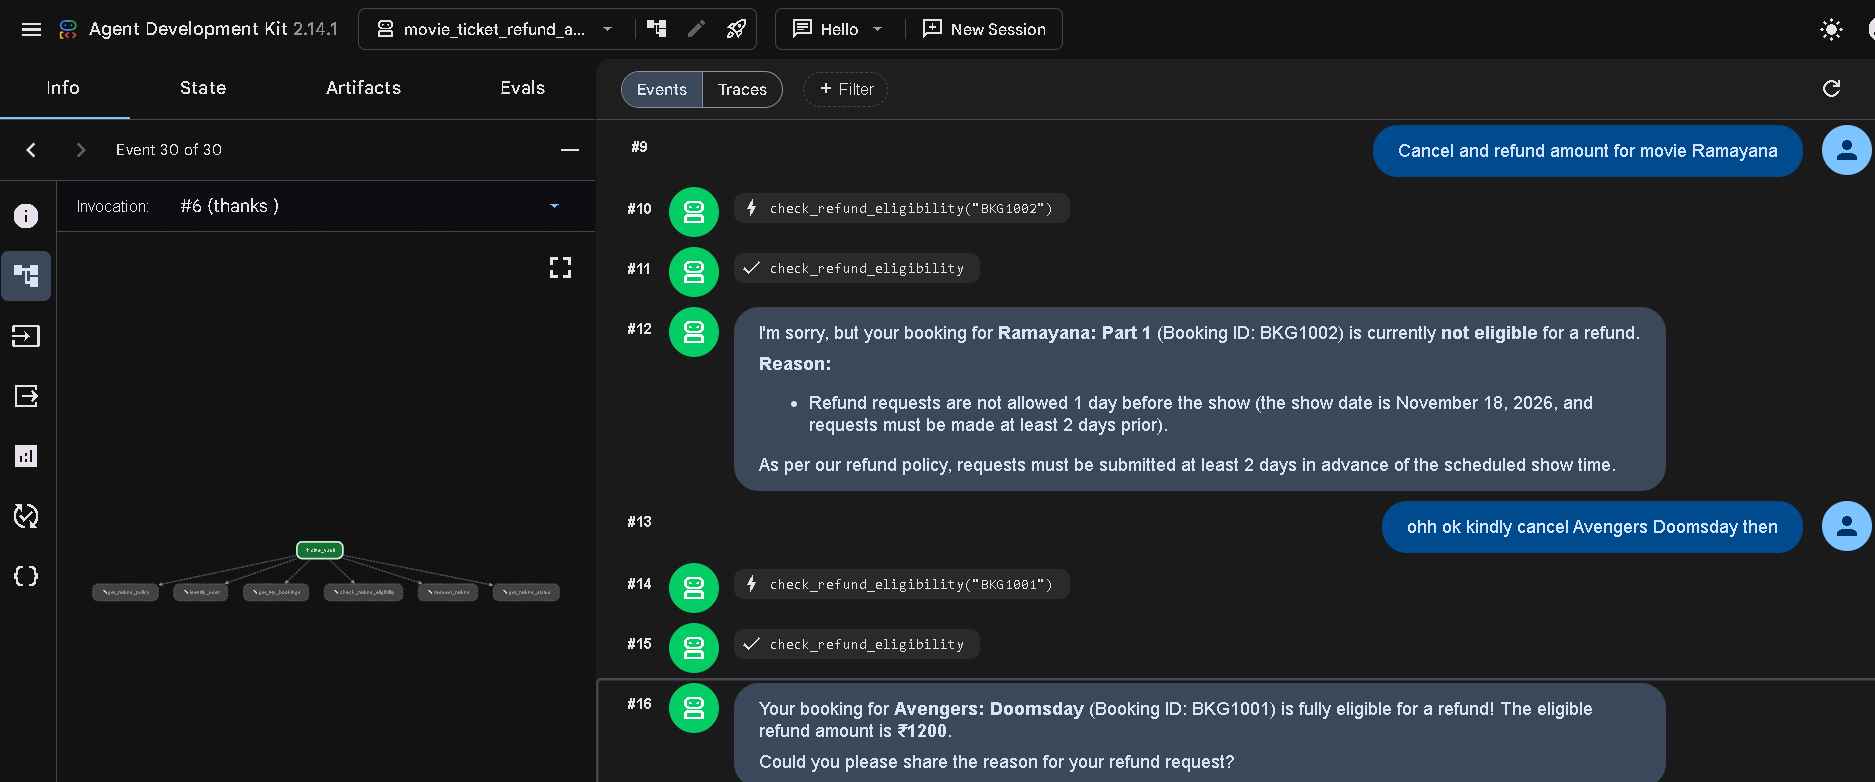 Agent Development Kit 2.14.1
movie_ticket_refund_a...
Hello
New Session
Info
State
Artifacts
Evals
Events
Traces
+ Filter
Event 30 of 30
Invocation:
#6 (thanks )
#9
Cancel and refund amount for movie Ramayana
#10
check_refund_eligibility("BKG1002")
#11
check_refund_eligibility
#12
I'm sorry, but your booking for Ramayana: Part 1 (Booking ID: BKG1002) is currently not eligible for a refund.
Reason:
• Refund requests are not allowed 1 day before the show (the show date is November 18, 2026, and
requests must be made at least 2 days prior).
As per our refund policy, requests must be submitted at least 2 days in advance of the scheduled show time.
#13
ohh ok kindly cancel Avengers Doomsday then
#14
check_refund_eligibility("BKG1001")
#15
check_refund_eligibility
#16
Your booking for Avengers: Doomsday (Booking ID: BKG1001) is fully eligible for a refund! The eligible
refund amount is ₹1200.
Could you please share the reason for your refund request?
get_refund_policy
identify_user
get_my_bookings
check_refund_eligibility
request_refund
get_refund_status